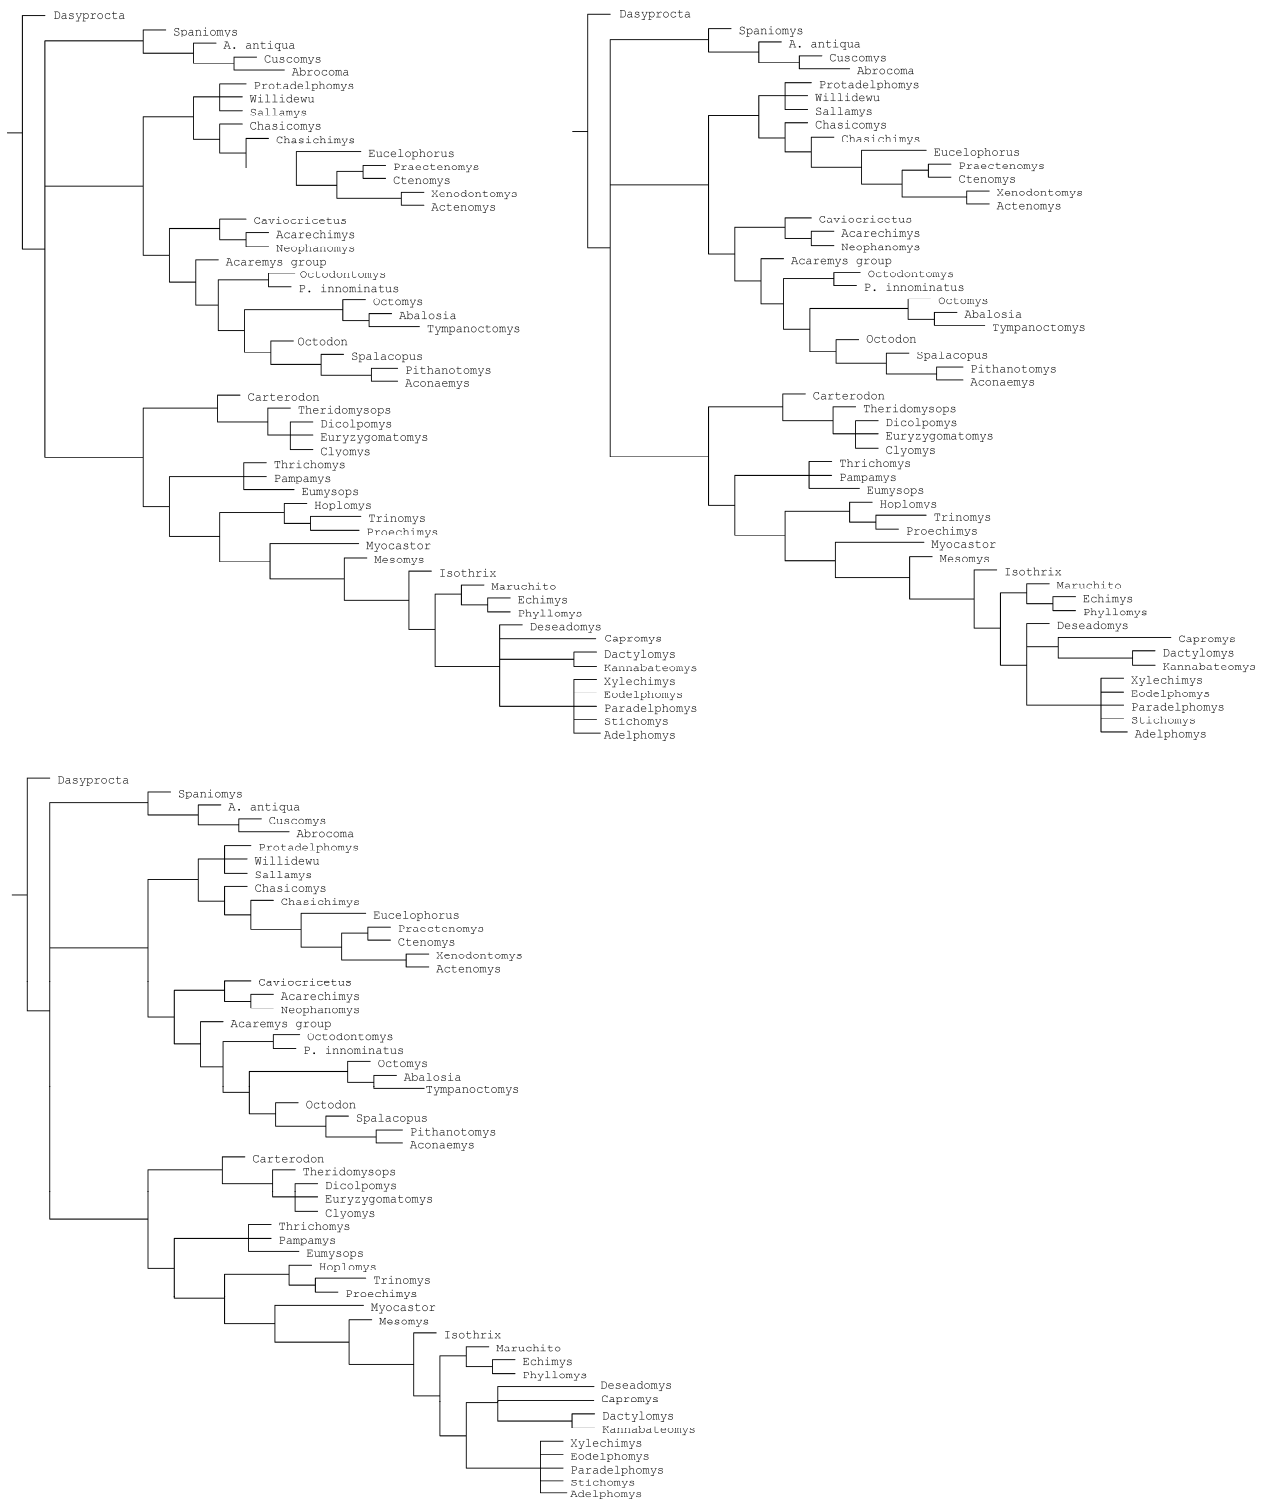 Dasyprocta
Spaniomys
A. antiqua
Cuscomys
Abrocoma
Protadelphomys
Willidewu
Sallamys
Chasicomys
Chasichimys
Eucelophorus
Praectenomys
Ctenomys
Xenodontomys
Actenomys
Caviocricetus
Acarechimys
Neophanomys
Acaremys group
Octodontomys
P. innominatus
Octomys
Abalosia
Tympanoctomys
Octodon
Spalacopus
Pithanotomys
Aconaemys
Carterodon
Theridomysops
Dicolpomys
Euryzygomatomys
Clyomys
Thrichomys
Pampamys
Eumysops
Hoplomys
Trinomys
Proechimys
Myocastor
Mesomys
Isothrix
Maruchito
Echimys
Phyllomys
Deseadomys
Capromys
Dactylomys
Kannabateomys
Xylechimys
Eodelphomys
Paradelphomys
Stichomys
Adelphomys
Dasyprocta
Spaniomys
A. antiqua
Cuscomys
Abrocoma
Protadelphomys
Willidewu
Sallamys
Chasicomys
Chasichimys
Eucelophorus
Praectenomys
Ctenomys
Xenodontomys
Actenomys
Caviocricetus
Acarechimys
Neophanomys
Acaremys group
Octodontomys
P. innominatus
Octomys
Abalosia
Tympanoctomys
Octodon
Spalacopus
Pithanotomys
Aconaemys
Carterodon
Theridomysops
Dicolpomys
Euryzygomatomys
Clyomys
Thrichomys
Pampamys
Eumysops
Hoplomys
Trinomys
Proechimys
Myocastor
Mesomys
Isothrix
Maruchito
Echimys
Phyllomys
Deseadomys
Capromys
Dactylomys
Kannabateomys
Xylechimys
Eodelphomys
Paradelphomys
Stichomys
Adelphomys
Dasyprocta
Spaniomys
A. antiqua
Cuscomys
Abrocoma
Protadelphomys
Willidewu
Sallamys
Chasicomys
Chasichimys
Eucelophorus
Praectenomys
Ctenomys
Xenodontomys
Actenomys
Caviocricetus
Acarechimys
Neophanomys
Acaremys group
Octodontomys
P. innominatus
Octomys
Abalosia
Tympanoctomys
Octodon
Spalacopus
Pithanotomys
Aconaemys
Carterodon
Theridomysops
Dicolpomys
Euryzygomatomys
Clyomys
Thrichomys
Pampamys
Eumysops
Hoplomys
Trinomys
Proechimys
Myocastor
Mesomys
Isothrix
Maruchito
Echimys
Phyllomys
Deseadomys
Capromys
Dactylomys
Kannabateomys
Xylechimys
Eodelphomys
Paradelphomys
Stichomys
Adelphomys